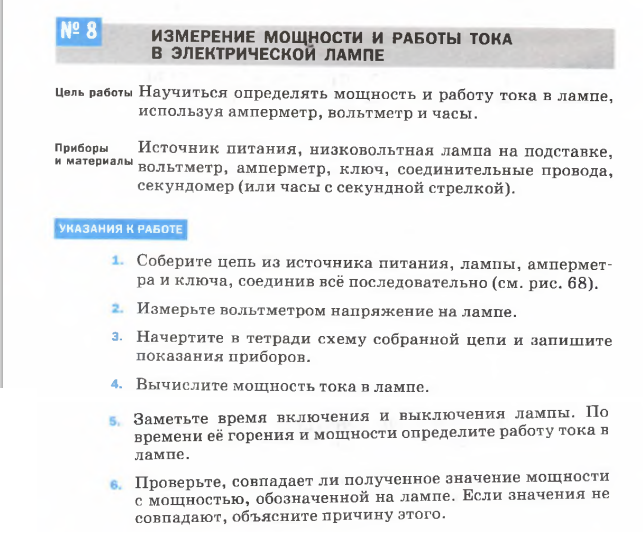 № 8
ИЗМЕРЕНИЕ МОЩНОСТИ И РАБОТЫ ТОКА
В ЭЛЕКТРИЧЕСКОЙ ЛАМПЕ
Цель работы Научиться определять мощность и работу тока в лампе,
используя амперметр, вольтметр и часы.
Приборы
и материалы
Источник питания, низковольтная лампа на подставке,
вольтметр, амперметр, ключ, соединительные провода,
секундомер (или часы с секундной стрелкой).
УКАЗАНИЯ К РАБОТЕ
1. Соберите цепь из источника питания, лампы, ампермет-
ра и ключа, соединив всё последовательно (см. рис. 68).
2. Измерьте вольтметром напряжение на лампе.
3. Начертите в тетради схему собранной цепи и запишите
показания приборов.
4. Вычислите мощность тока в лампе.
5. Заметьте время включения и выключения лампы. По
времени её горения и мощности определите работу тока в
лампе.
6. Проверьте, совпадает ли полученное значение мощности
с мощностью, обозначенной на лампе. Если значения не
совпадают, объясните причину этого.